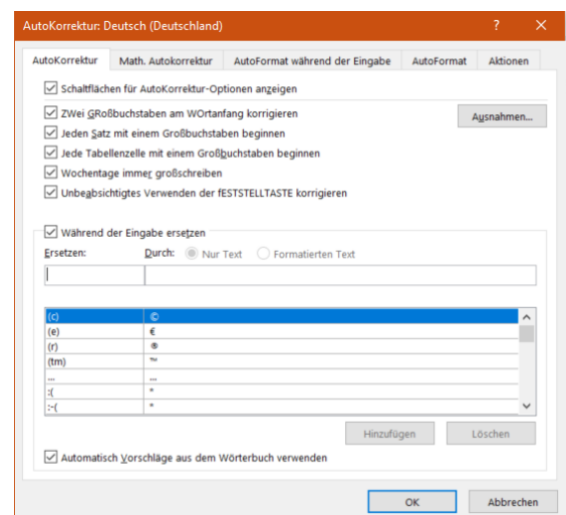 AutoKorrektur: Deutsch (Deutschland) ? ×
AutoKorrektur Math. Autokorrektur AutoFormat während der Eingabe AutoFormat Aktionen
Schaltflächen für AutoKorrektur-Optionen anzeigen
ZWei GRoßbuchstaben am WOrtanfang korrigieren
Ausnahmen...
Jeden Satz mit einem Großbuchstaben beginnen
Jede Tabellenzelle mit einem Großbuchstaben beginnen
Wochentage immer großschreiben
Unbeabsichtigtes Verwenden der fESTSTELLTASTE korrigieren
Während der Eingabe ersetzen
Ersetzen: Durch: Nur Text Formatierten Text
(c) ©
(e) €
(r) ®
(tm) ™
... ...
:(
:-(
Hinzufügen Löschen
Automatisch Vorschläge aus dem Wörterbuch verwenden
OK Abbrechen